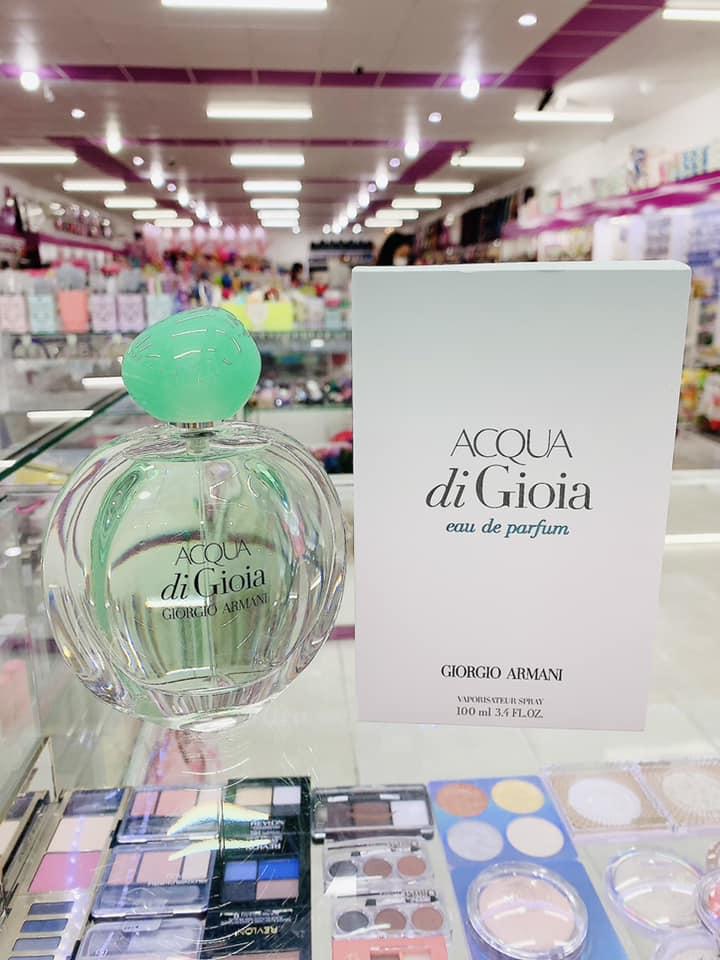 ACQUA
di Gioia
GIORGIO ARMANI
ACQUA
di Gioia
eau de parfum
GIORGIO ARMANI
VAPORISATEUR SPRAY
100 ml 3.4 FL.OZ.
REVLON
REVLON
REVLON